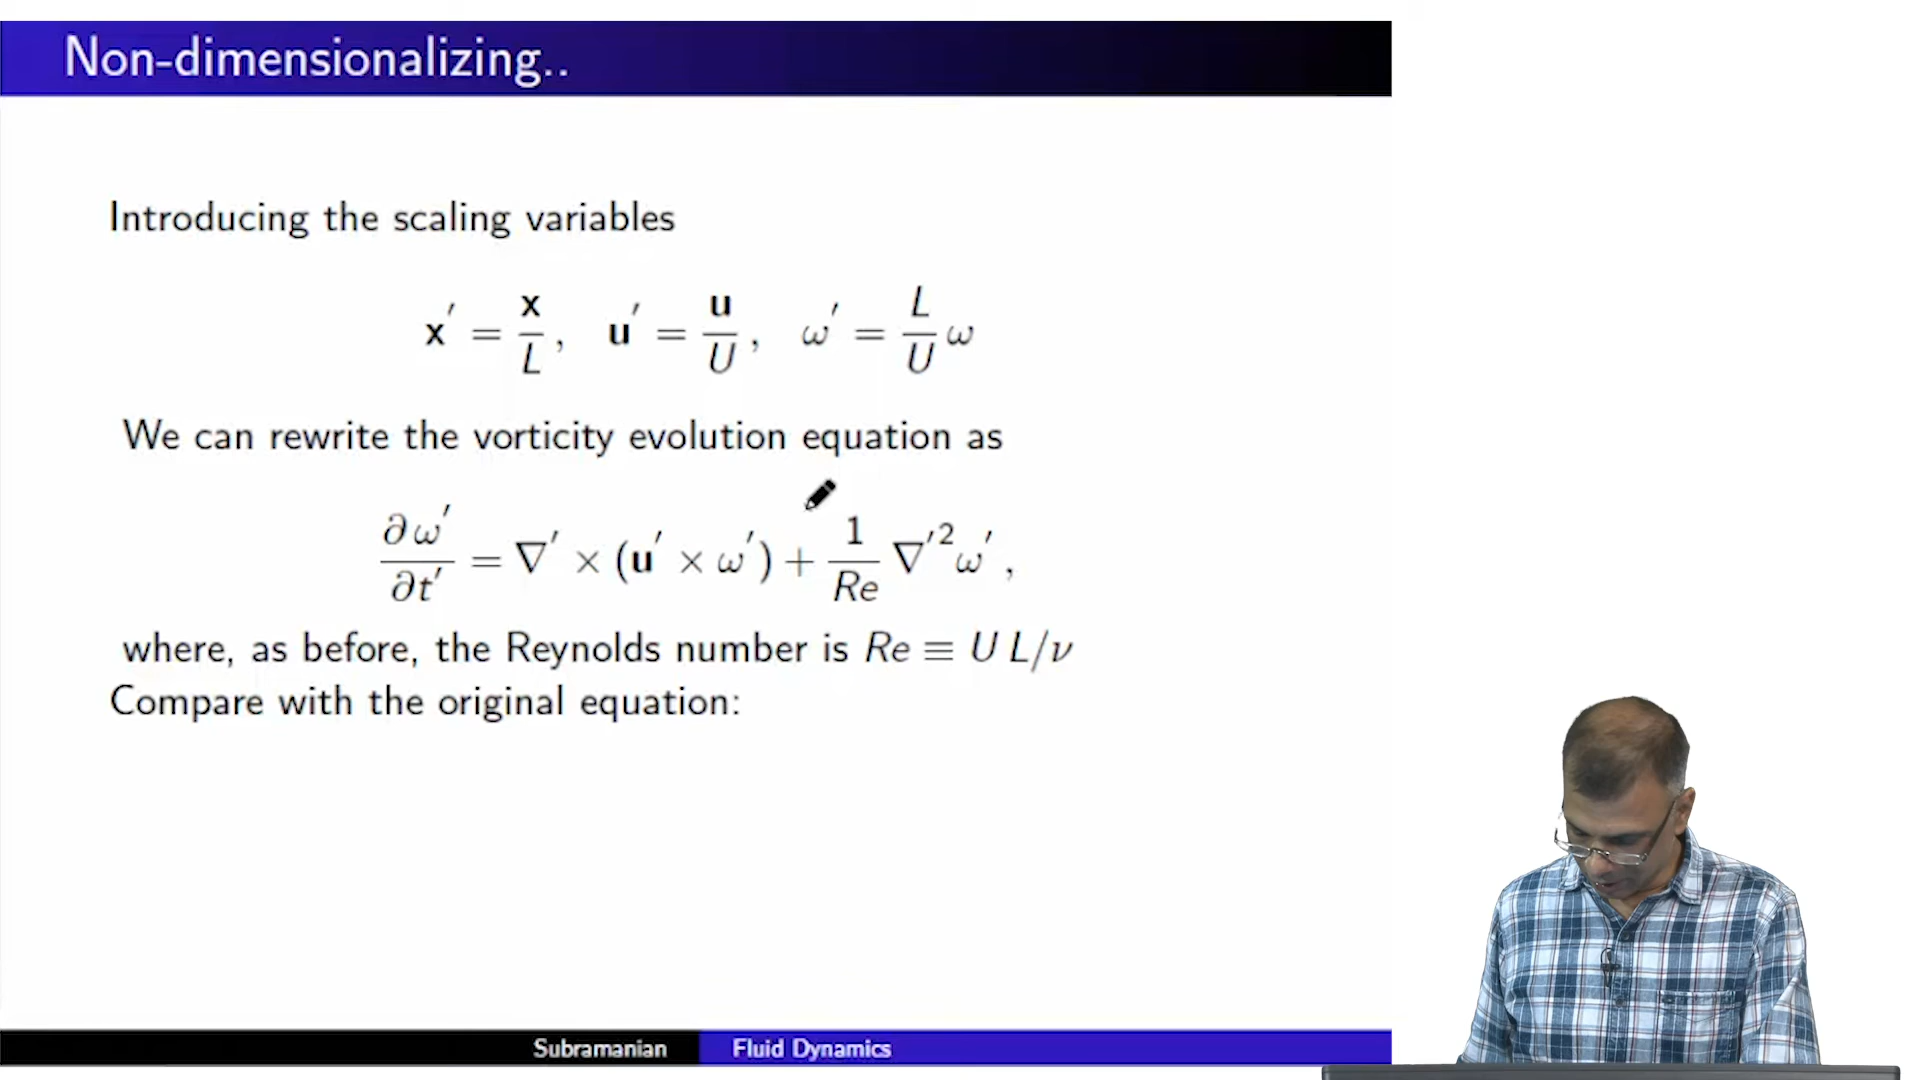 Non-dimensionalizing..
Introducing the scaling variables
x′ = x/L, u′ = u/U, ω′ = L/U ω
We can rewrite the vorticity evolution equation as
∂ω′/∂t′ = ∇′ × (u′ × ω′) + 1/Re ∇′² ω′,
where, as before, the Reynolds number is Re ≡ U L/ν
Compare with the original equation:
Subramanian Fluid Dynamics